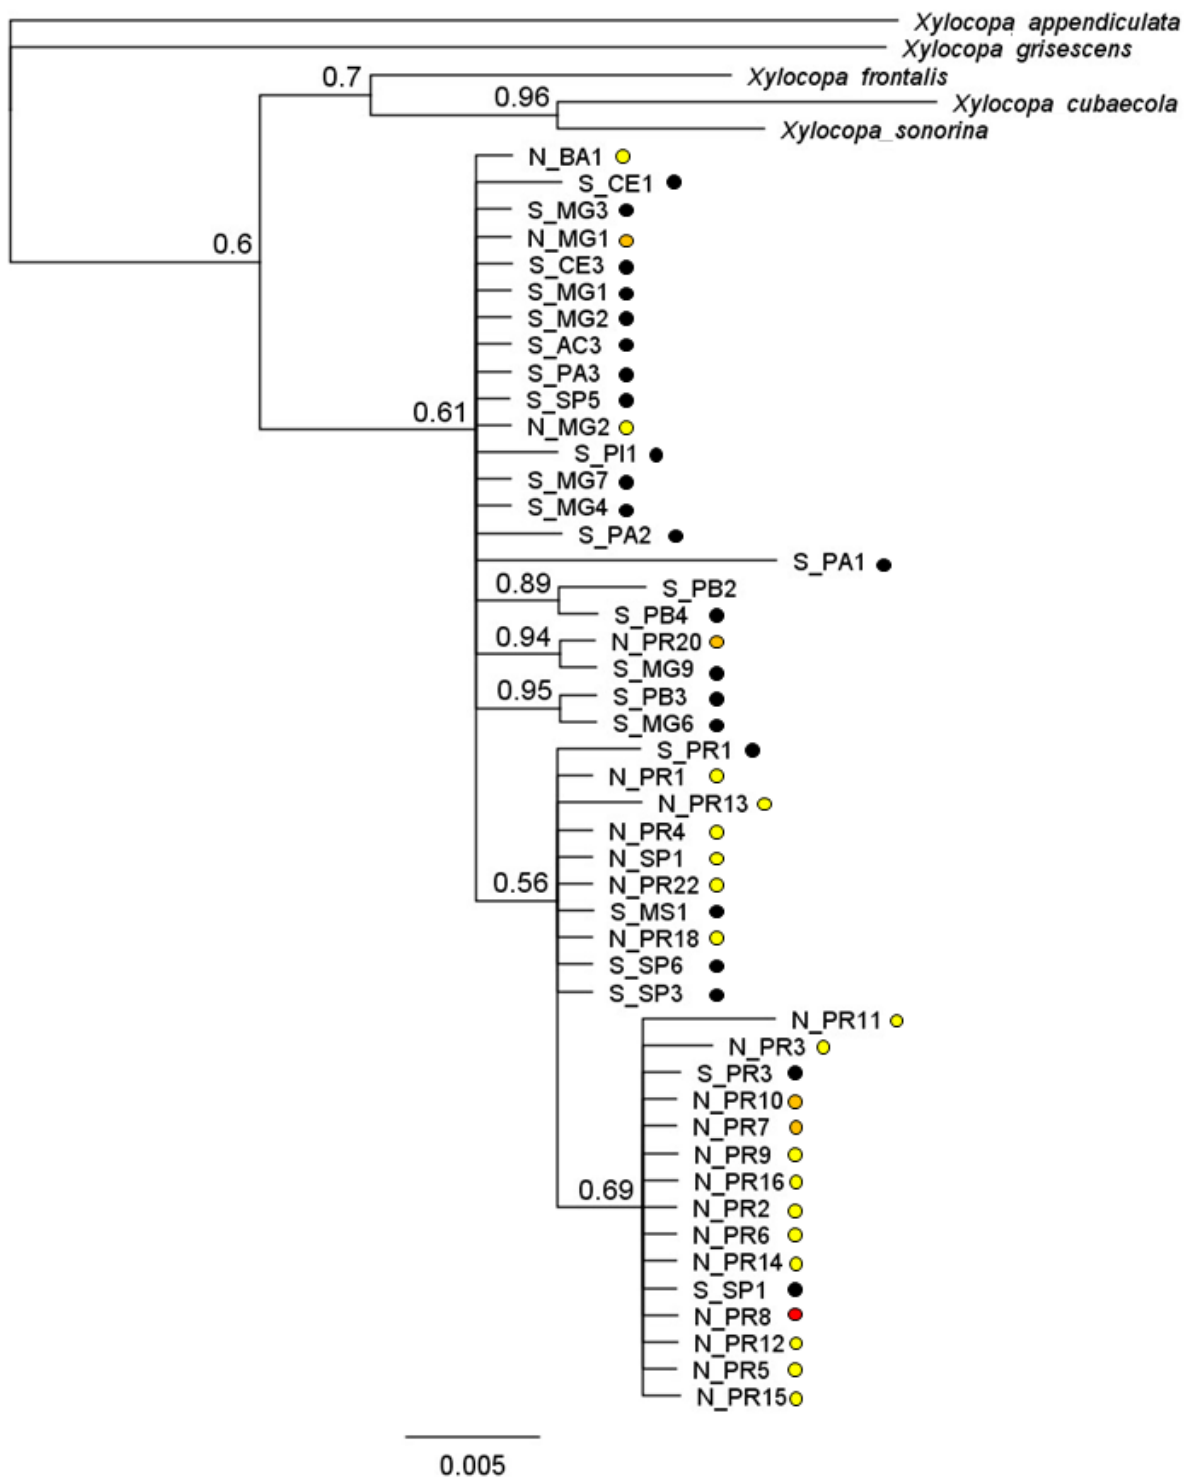 Xylocopa appendiculata
Xylocopa grisescens
0.7
Xylocopa frontalis
0.96
Xylocopa cubaecola
Xylocopa_sonorina
N_BA1
S_CE1
S_MG3
0.6
N_MG1
S_CE3
S_MG1
S_MG2
S_AC3
S_PA3
S_SP5
0.61
N_MG2
S_PI1
S_MG7
S_MG4
S_PA2
S_PA1
0.89
S_PB2
S_PB4
0.94
N_PR20
S_MG9
0.95
S_PB3
S_MG6
S_PR1
N_PR1
N_PR13
N_PR4
N_SP1
0.56
N_PR22
S_MS1
N_PR18
S_SP6
S_SP3
N_PR11
N_PR3
S_PR3
N_PR10
N_PR7
N_PR9
N_PR16
0.69
N_PR2
N_PR6
N_PR14
S_SP1
N_PR8
N_PR12
N_PR5
N_PR15
0.005